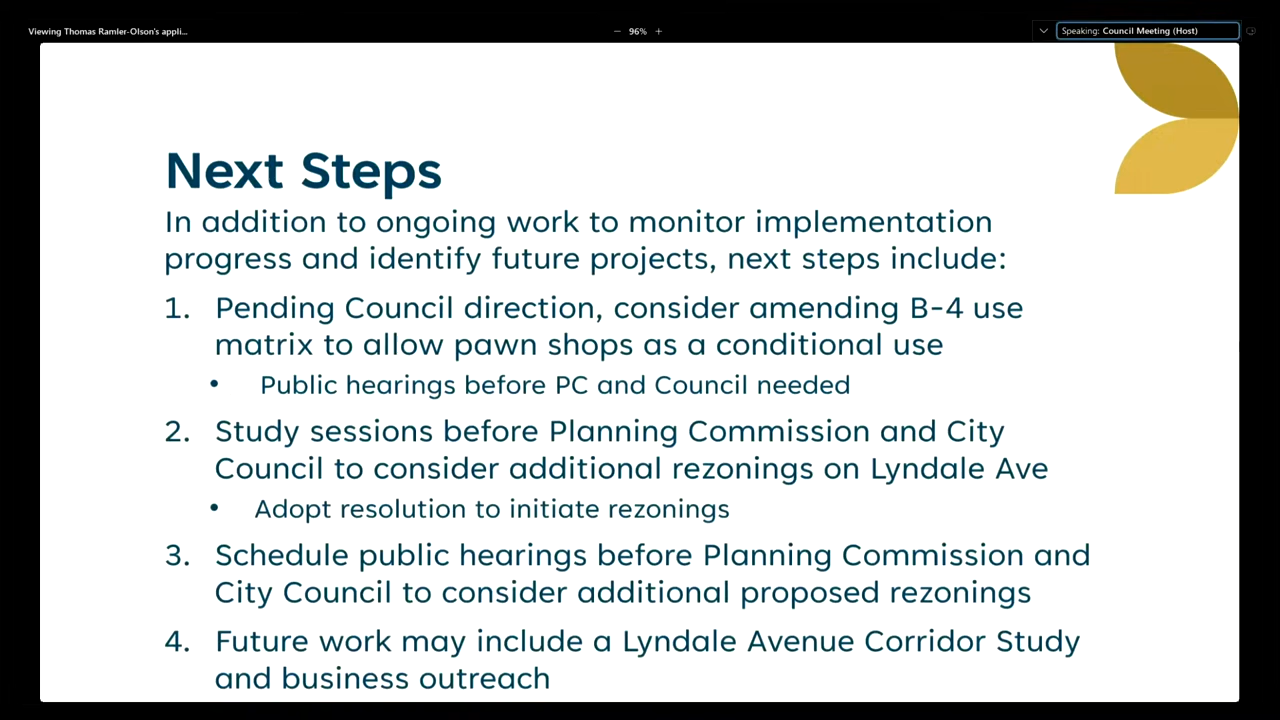 Viewing Thomas Ramler-Olson's appli...
− 96% +
Speaking: Council Meeting (Host)
Next Steps
In addition to ongoing work to monitor implementation
progress and identify future projects, next steps include:
1. Pending Council direction, consider amending B-4 use
matrix to allow pawn shops as a conditional use
• Public hearings before PC and Council needed
2. Study sessions before Planning Commission and City
Council to consider additional rezonings on Lyndale Ave
• Adopt resolution to initiate rezonings
3. Schedule public hearings before Planning Commission and
City Council to consider additional proposed rezonings
4. Future work may include a Lyndale Avenue Corridor Study
and business outreach